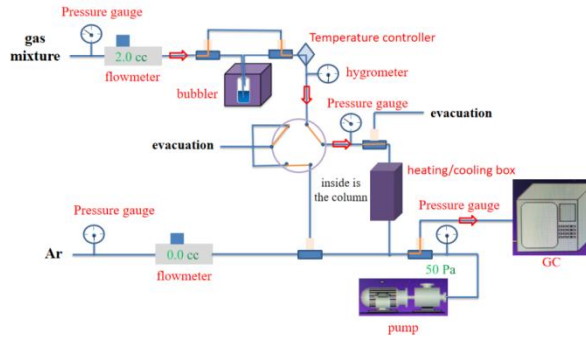 Pressure gauge
gas
mixture
2.0 cc
flowmeter
bubbler
Temperature controller
hygrometer
Pressure gauge
evacuation
evacuation
heating/cooling box
inside is
the column
Pressure gauge
Pressure gauge
Ar
0.0 cc
flowmeter
50 Pa
GC
pump